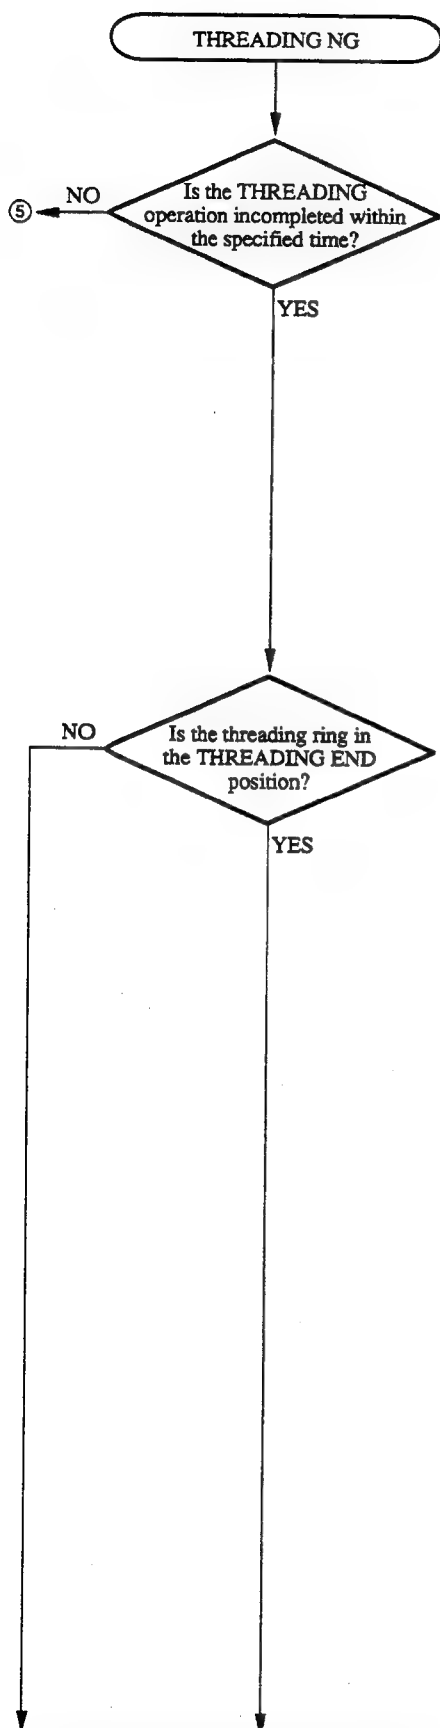 THREADING NG
NO
Is the THREADING
operation incompleted within
the specified time?
⑤
YES
NO
Is the threading ring in
the THREADING END
position?
YES